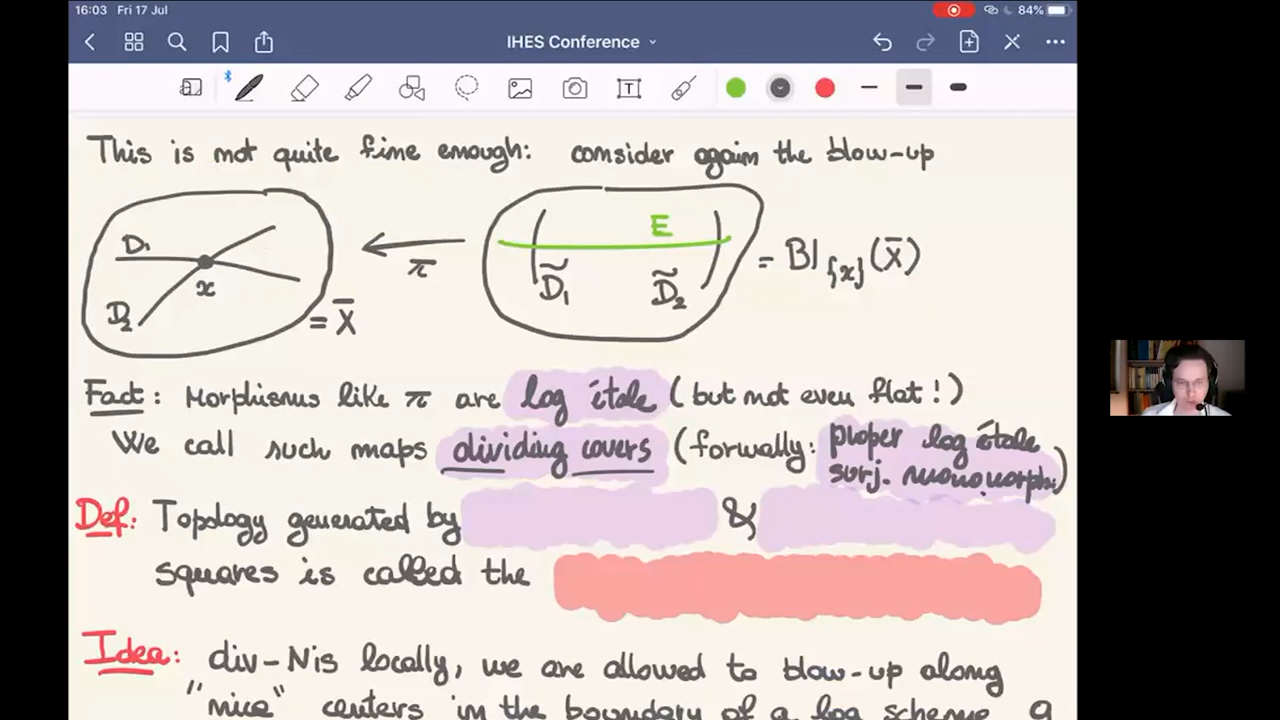 16:03 Fri 17 Jul
84%
IHES Conference
T
This is not quite fine enough: consider again the blow-up
D₁
D₂
x
= X̄
π
E
D̃₁
D̃₂
= Bl_{x}(X̄)
Fact: Morphisms like π are log étale (but not even flat!)
We call such maps dividing covers (formally: proper log étale
surj. monomorph.)
Def: Topology generated by &
squares is called the
Idea: div-Nis locally, we are allowed to blow-up along
"nice" centers in the boundary of a log scheme